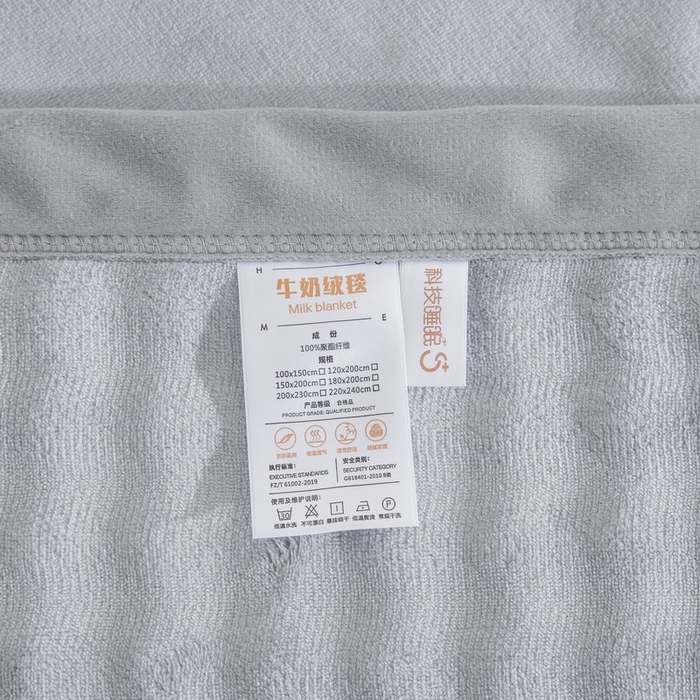 H O
牛奶绒毯
Milk blanket
M E
成 份
100%聚酯纤维
规格
100x150cm□ 120x200cm□
150x200cm□ 180x200cm□
200x230cm□ 220x240cm□
产品等级 合格品
PRODUCT GRADE: QUALIFIED PRODUCT
执行标准: 安全类别:
EXECUTIVE STANDARDS SECURITY CATEGORY
FZ/T 61002-2019 GB18401-2010 B类
使用及维护说明:
30 P
低温水洗 不可漂白 悬挂晾干 低温熨烫 常规干洗
科技睡眠
S+